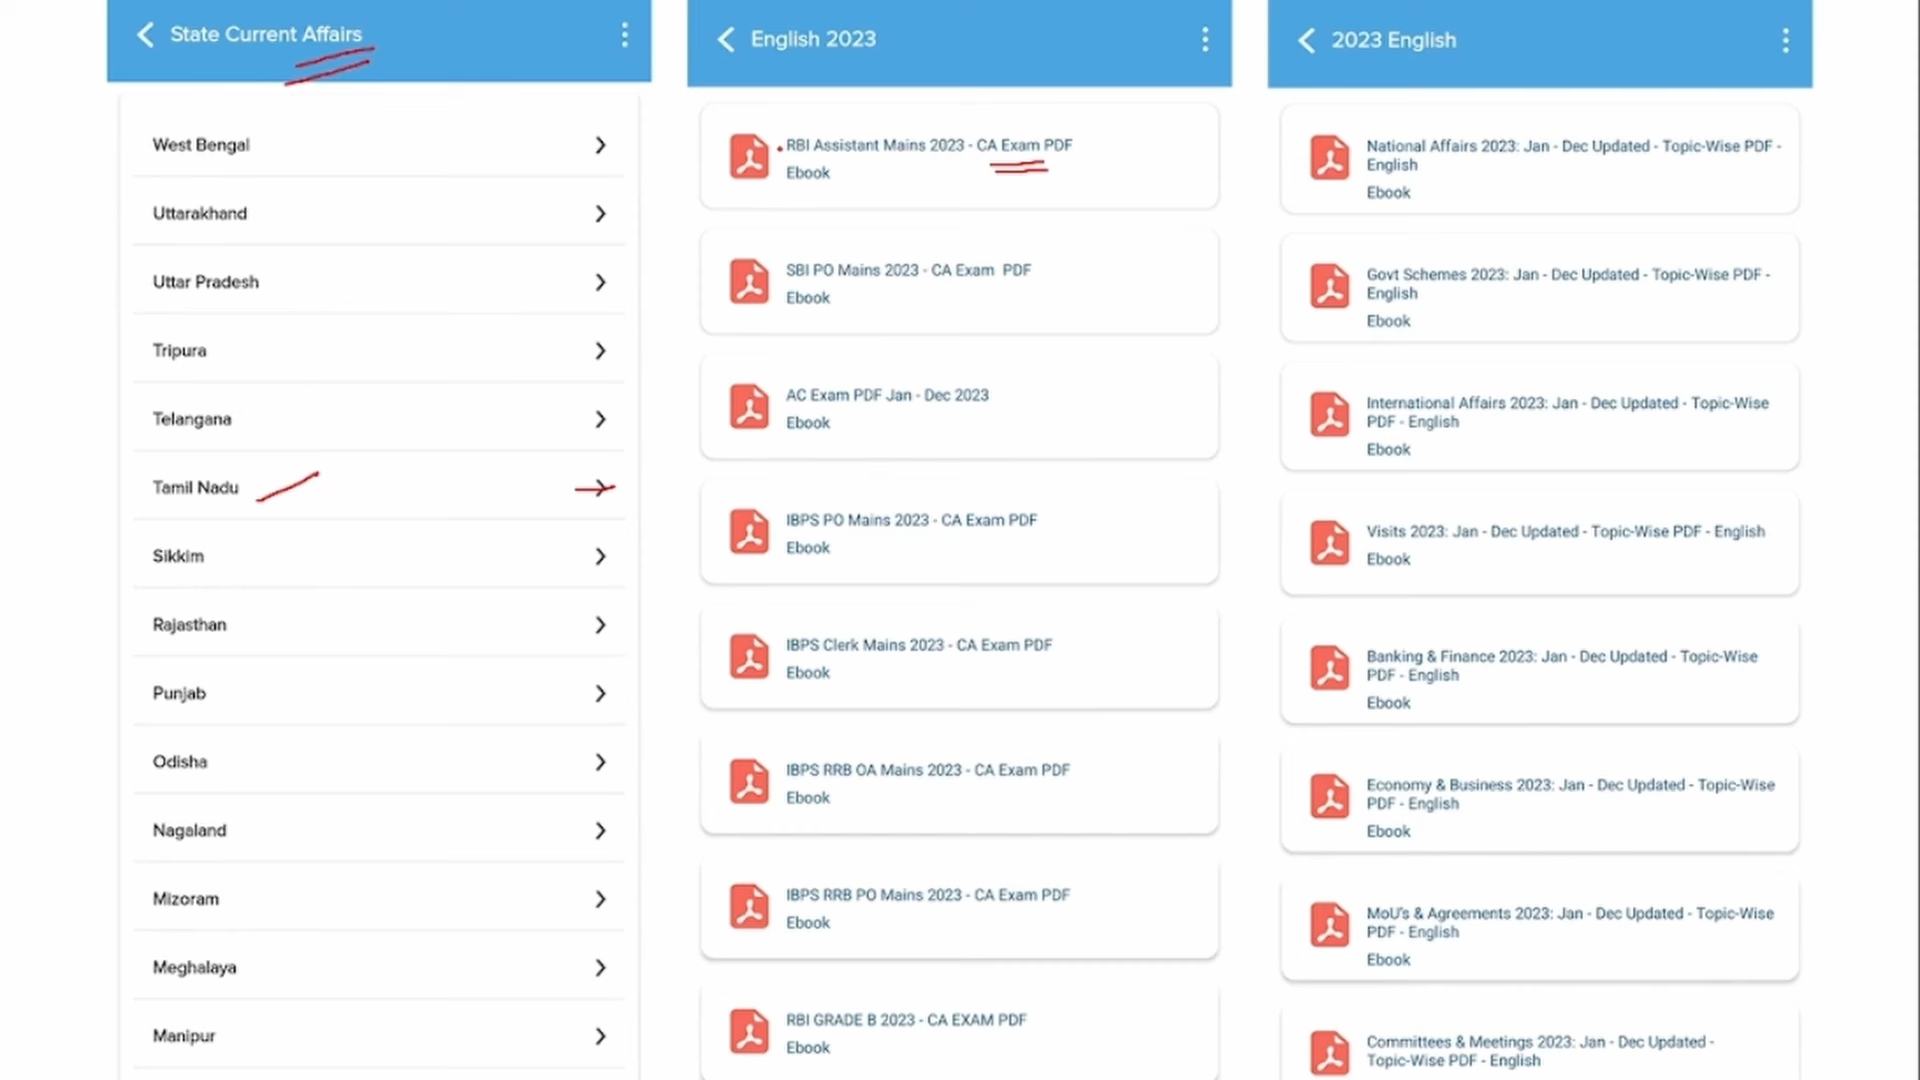 State Current Affairs
West Bengal
Uttarakhand
Uttar Pradesh
Tripura
Telangana
Tamil Nadu
Sikkim
Rajasthan
Punjab
Odisha
Nagaland
Mizoram
Meghalaya
Manipur
English 2023
RBI Assistant Mains 2023 - CA Exam PDF
Ebook
SBI PO Mains 2023 - CA Exam PDF
Ebook
AC Exam PDF Jan - Dec 2023
Ebook
IBPS PO Mains 2023 - CA Exam PDF
Ebook
IBPS Clerk Mains 2023 - CA Exam PDF
Ebook
IBPS RRB OA Mains 2023 - CA Exam PDF
Ebook
IBPS RRB PO Mains 2023 - CA Exam PDF
Ebook
RBI GRADE B 2023 - CA EXAM PDF
Ebook
2023 English
National Affairs 2023: Jan - Dec Updated - Topic-Wise PDF -
English
Ebook
Govt Schemes 2023: Jan - Dec Updated - Topic-Wise PDF -
English
Ebook
International Affairs 2023: Jan - Dec Updated - Topic-Wise
PDF - English
Ebook
Visits 2023: Jan - Dec Updated - Topic-Wise PDF - English
Ebook
Banking & Finance 2023: Jan - Dec Updated - Topic-Wise
PDF - English
Ebook
Economy & Business 2023: Jan - Dec Updated - Topic-Wise
PDF - English
Ebook
MoU's & Agreements 2023: Jan - Dec Updated - Topic-Wise
PDF - English
Ebook
Committees & Meetings 2023: Jan - Dec Updated -
Topic-Wise PDF - English